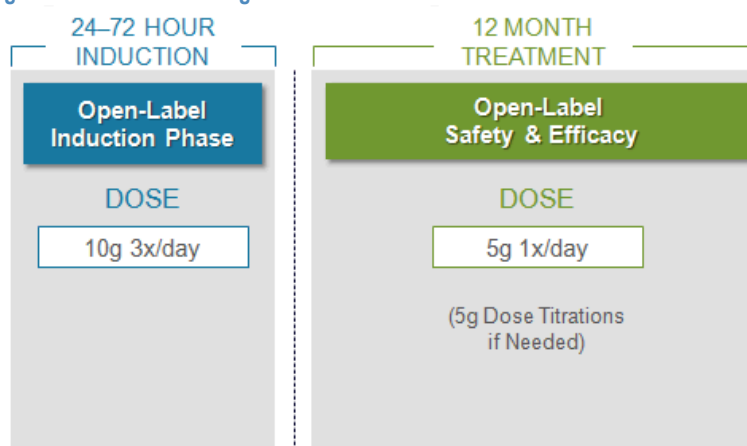 24–72 HOUR
INDUCTION
Open-Label
Induction Phase
DOSE
10g 3x/day
12 MONTH
TREATMENT
Open-Label
Safety & Efficacy
DOSE
5g 1x/day
(5g Dose Titrations
if Needed)